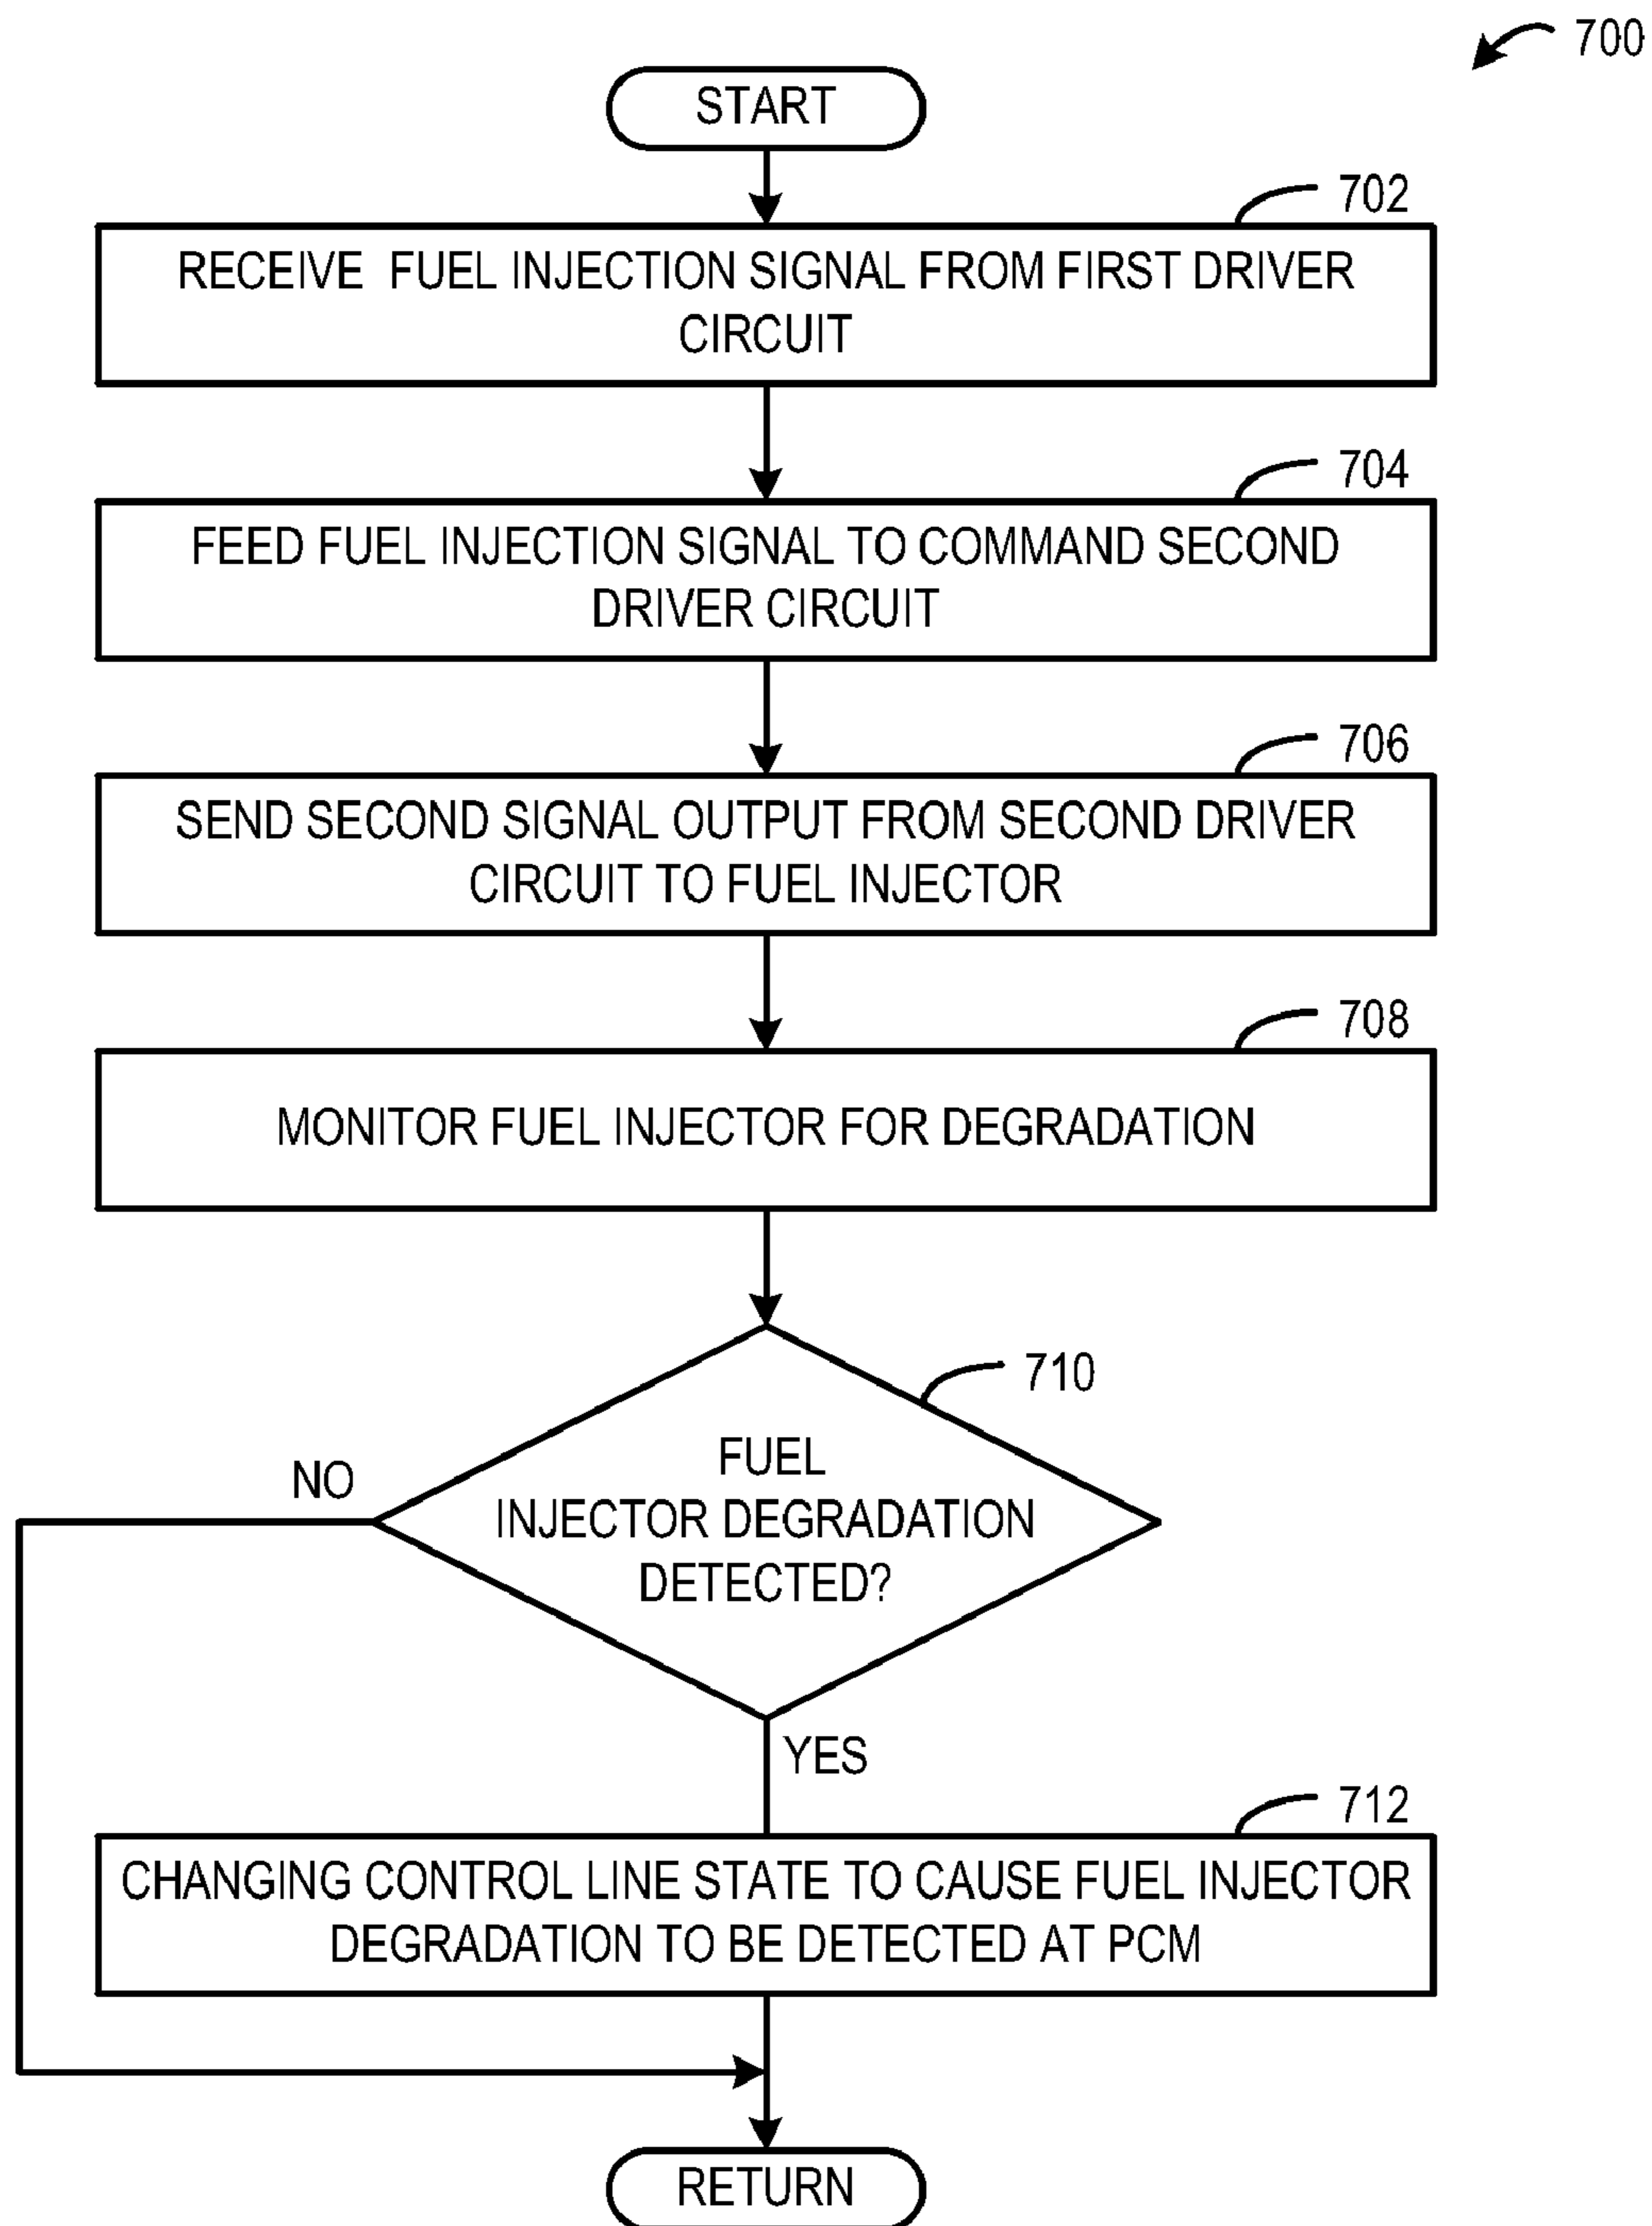 700
START
702
RECEIVE FUEL INJECTION SIGNAL FROM FIRST DRIVER
CIRCUIT
704
FEED FUEL INJECTION SIGNAL TO COMMAND SECOND
DRIVER CIRCUIT
706
SEND SECOND SIGNAL OUTPUT FROM SECOND DRIVER
CIRCUIT TO FUEL INJECTOR
708
MONITOR FUEL INJECTOR FOR DEGRADATION
710
FUEL
INJECTOR DEGRADATION
DETECTED?
NO
YES
712
CHANGING CONTROL LINE STATE TO CAUSE FUEL INJECTOR
DEGRADATION TO BE DETECTED AT PCM
RETURN